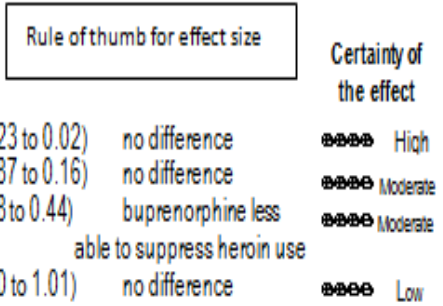 Rule of thumb for effect size
Certainty of
the effect
23 to 0.02) no difference High
37 to 0.16) no difference Moderate
3 to 0.44) buprenorphine less Moderate
able to suppress heroin use
0 to 1.01) no difference Low